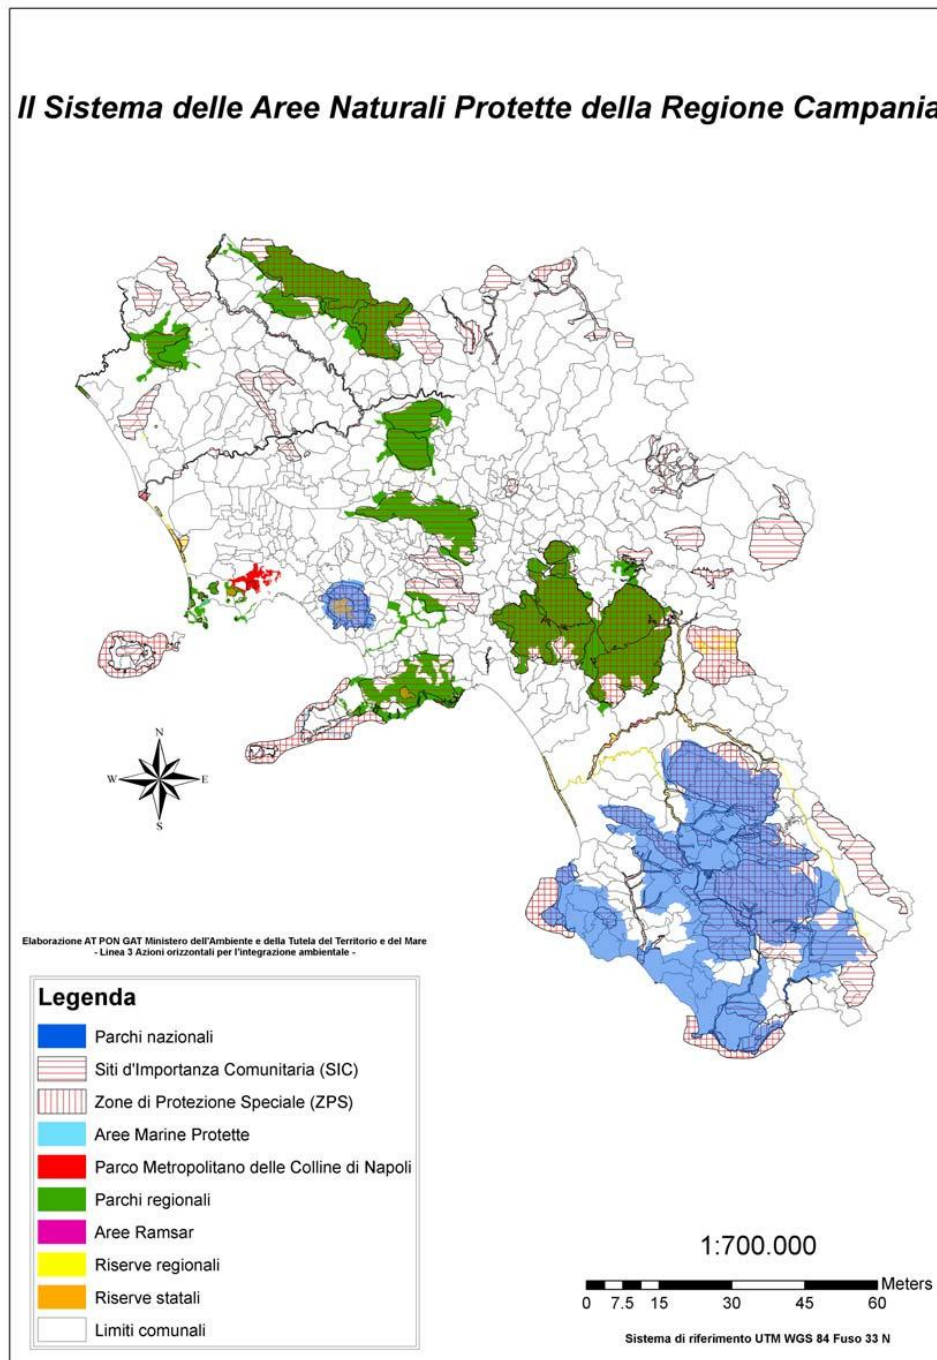 Il Sistema delle Aree Naturali Protette della Regione Campania
N
W E
S
Elaborazione AT PON GAT Ministero dell'Ambiente e della Tutela del Territorio e del Mare
- Linea 3 Azioni orizzontali per l'integrazione ambientale -
Legenda
Parchi nazionali
Siti d'Importanza Comunitaria (SIC)
Zone di Protezione Speciale (ZPS)
Aree Marine Protette
Parco Metropolitano delle Colline di Napoli
Parchi regionali
Aree Ramsar
Riserve regionali
Riserve statali
Limiti comunali
1:700.000
Meters
0 7.5 15 30 45 60
Sistema di riferimento UTM WGS 84 Fuso 33 N